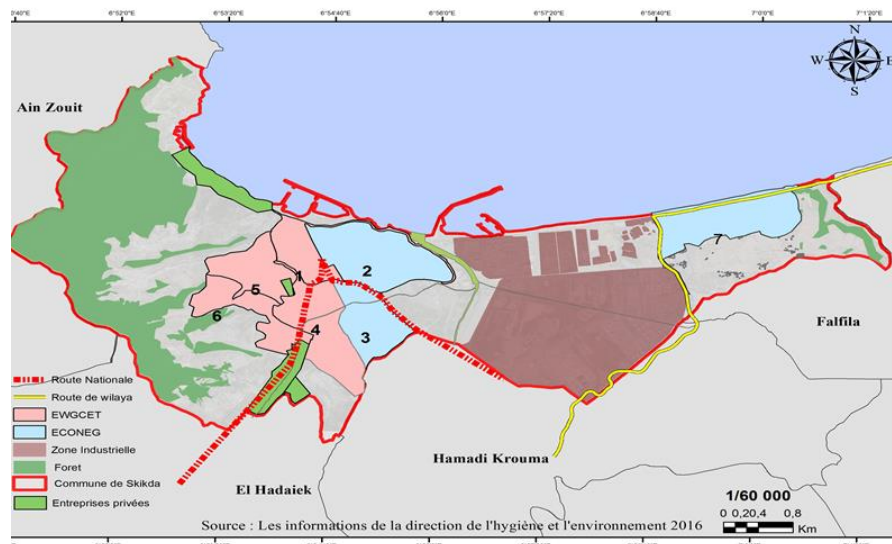 0'40"E 6°52'0"E 6°53'20"E 6°54'40"E 6°56'0"E 6°57'20"E 6°58'40"E 7°0'0"E 7°1'20"E
N
W E
S
Ain Zouit
2
7
1
5
6
4
3
Falfila
Route Nationale
Route de wilaya
EWGCET
ECONEG
Zone Industrielle
Foret
Commune de Skikda
Entreprises privées
Hamadi Krouma
El Hadaiek
1/60 000
0 0,20,4 0,8
Km
Source : Les informations de la direction de l'hygiène et l'environnement 2016